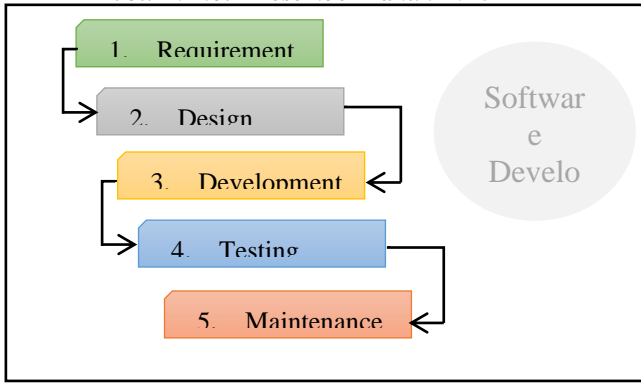 1. Requirement
2. Design
3. Development
4. Testing
5. Maintenance
Softwar
e
Develo